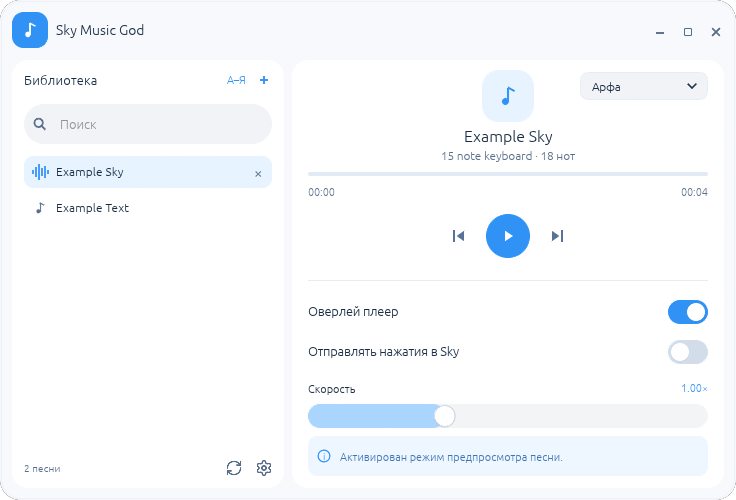 Sky Music God
Библиотека
А–Я
Поиск
Example Sky
Example Text
2 песни
Арфа
Example Sky
15 note keyboard · 18 нот
00:00
00:04
Оверлей плеер
Отправлять нажатия в Sky
Скорость
1.00×
Активирован режим предпросмотра песни.